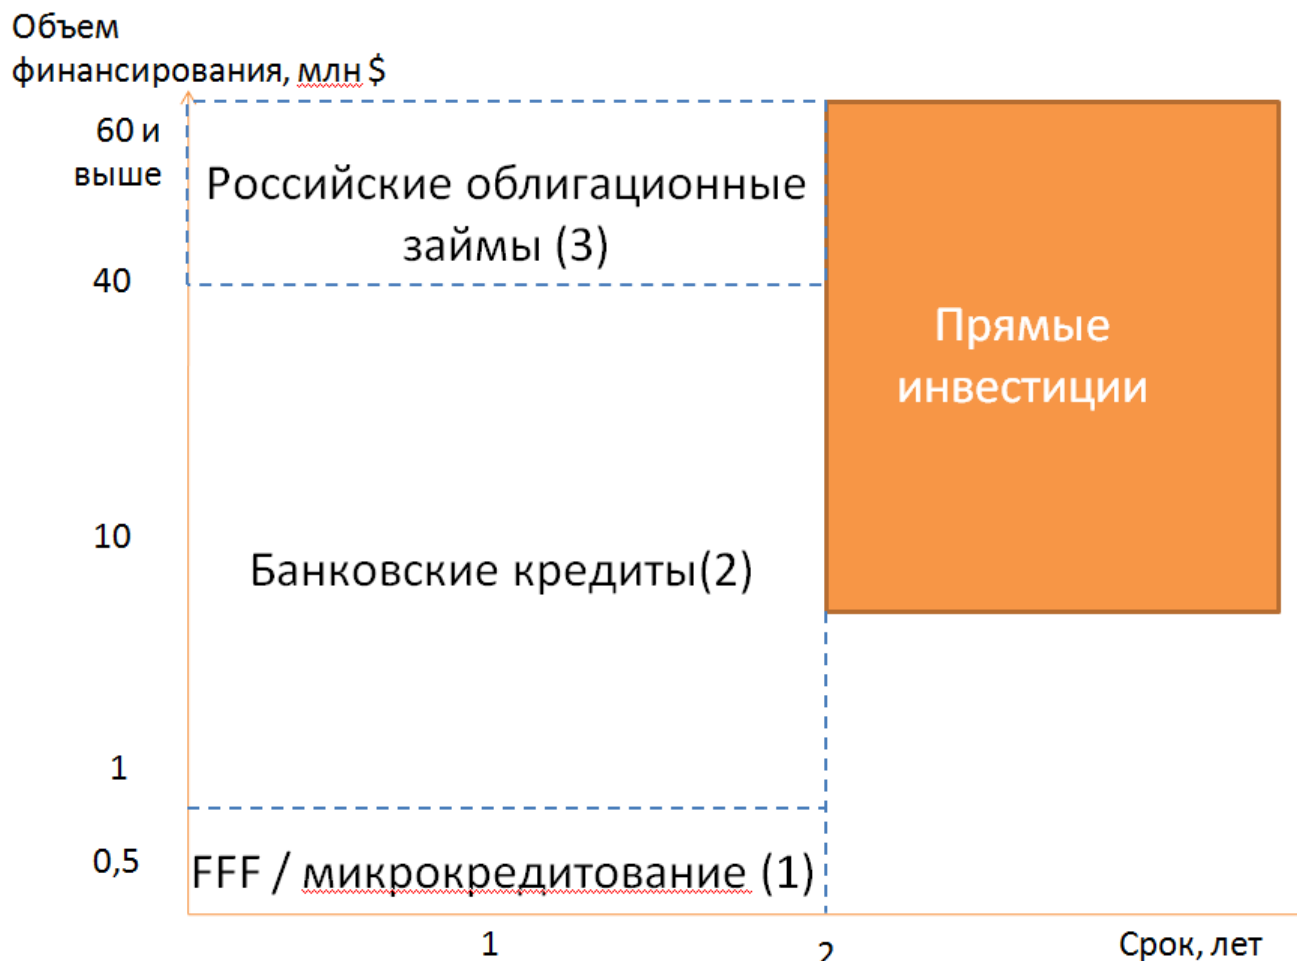 Объем
финансирования, млн $
60 и
выше
Российские облигационные
займы (3)
40
Прямые
инвестиции
10
Банковские кредиты(2)
1
0,5
FFF / микрокредитование (1)
1
2
Срок, лет